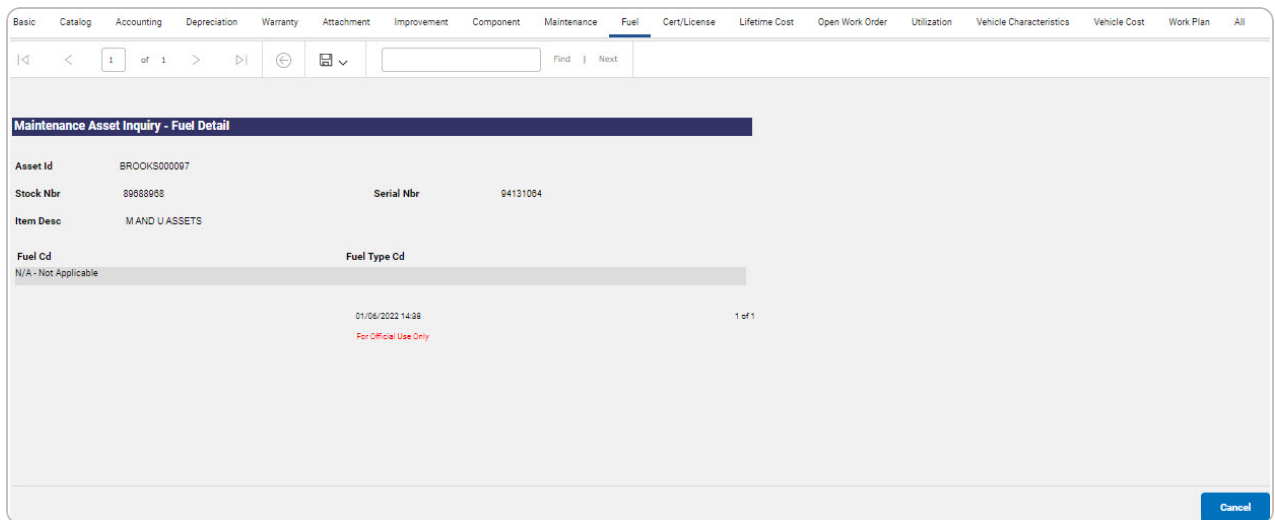 Basic Catalog Accounting Depreciation Warranty Attachment Improvement Component Maintenance Fuel Cert/License Lifetime Cost Open Work Order Utilization Vehicle Characteristics Vehicle Cost Work Plan All
1 of 1 Find | Next
Maintenance Asset Inquiry - Fuel Detail
Asset Id BROOKS000097
Stock Nbr 89688968 Serial Nbr 94131064
Item Desc M AND U ASSETS
Fuel Cd Fuel Type Cd
N/A - Not Applicable
01/06/2022 14:38 1 of 1
For Official Use Only
Cancel